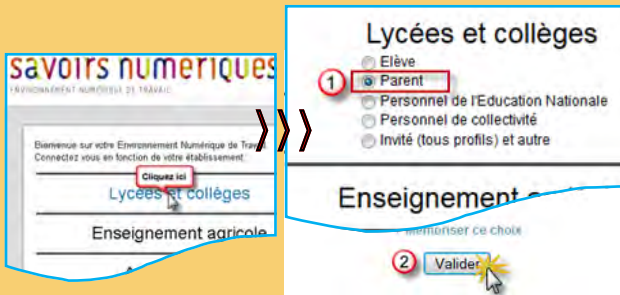 savoirs numériques
ENVIRONNEMENT NUMÉRIQUE DE TRAVAIL
Bienvenue sur votre Environnement Numérique de Travail
Connectez vous en fonction de votre établissement
Cliquez ici
Lycées et collèges
Enseignement agricole
Lycées et collèges
Elève
1 Parent
Personnel de l'Education Nationale
Personnel de collectivité
Invité (tous profils) et autre
Enseignement
Mémoriser ce choix
2 Valider